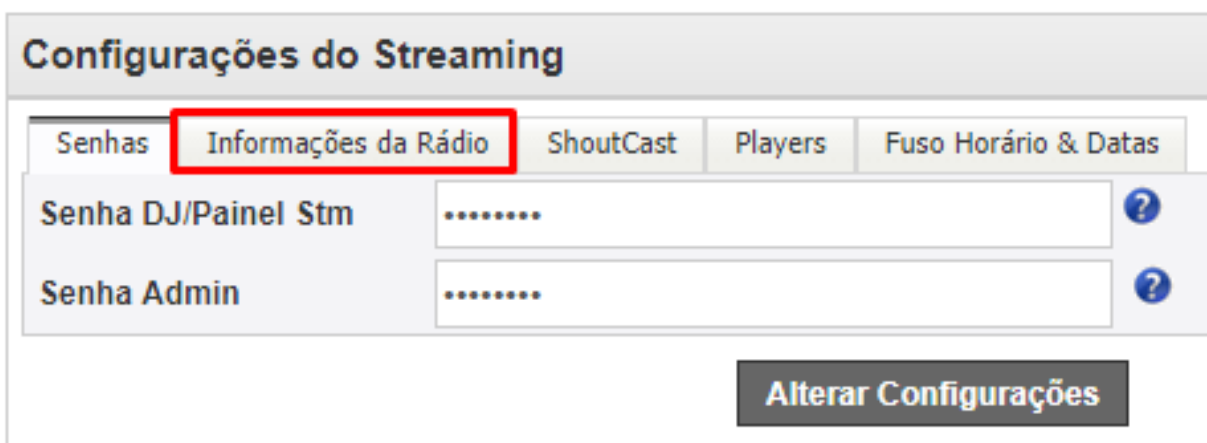 Configurações do Streaming
Senhas Informações da Rádio ShoutCast Players Fuso Horário & Datas
Senha DJ/Painel Stm •••••••• ?
Senha Admin •••••••• ?
Alterar Configurações